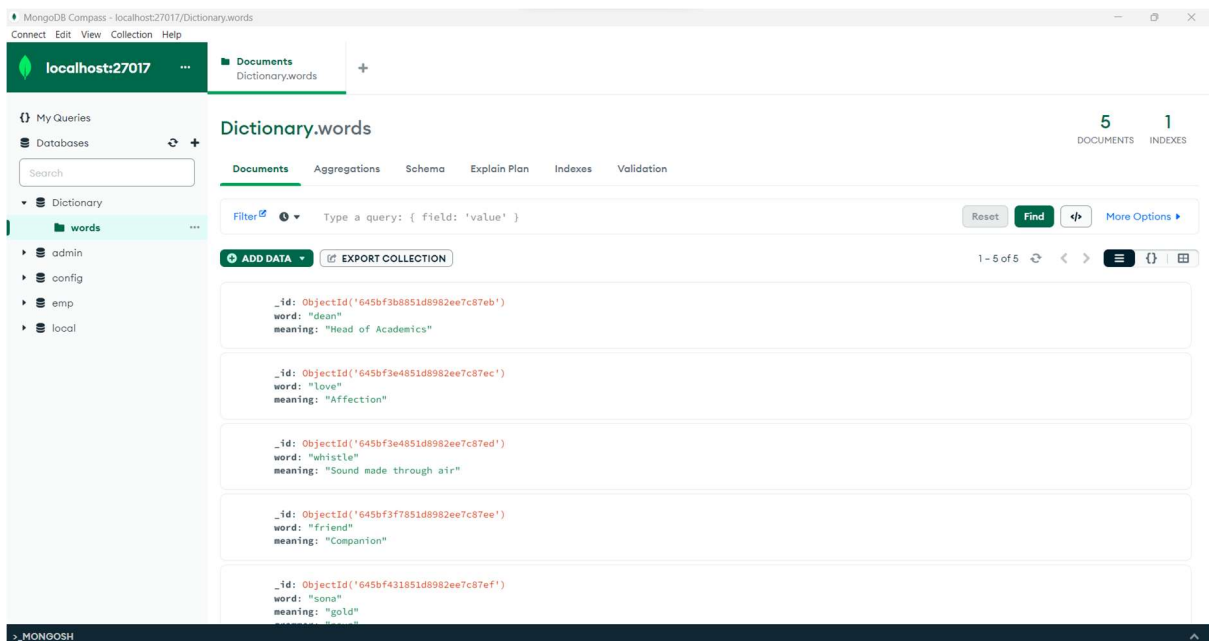 MongoDB Compass - localhost:27017/Dictionary.words
Connect Edit View Collection Help
localhost:27017 ...
Documents
Dictionary.words
+
{} My Queries
Databases
Search
Dictionary
words ...
admin
config
emp
local
Dictionary.words
5
DOCUMENTS
1
INDEXES
Documents Aggregations Schema Explain Plan Indexes Validation
Filter Type a query: { field: 'value' } Reset Find </> More Options
ADD DATA EXPORT COLLECTION 1 – 5 of 5 {}
_id: ObjectId('645bf3b8851d8982ee7c87eb')
word: "dean"
meaning: "Head of Academics"
_id: ObjectId('645bf3e4851d8982ee7c87ec')
word: "love"
meaning: "Affection"
_id: ObjectId('645bf3e4851d8982ee7c87ed')
word: "whistle"
meaning: "Sound made through air"
_id: ObjectId('645bf3f7851d8982ee7c87ee')
word: "friend"
meaning: "Companion"
_id: ObjectId('645bf431851d8982ee7c87ef')
word: "sona"
meaning: "gold"
>_MONGOSH